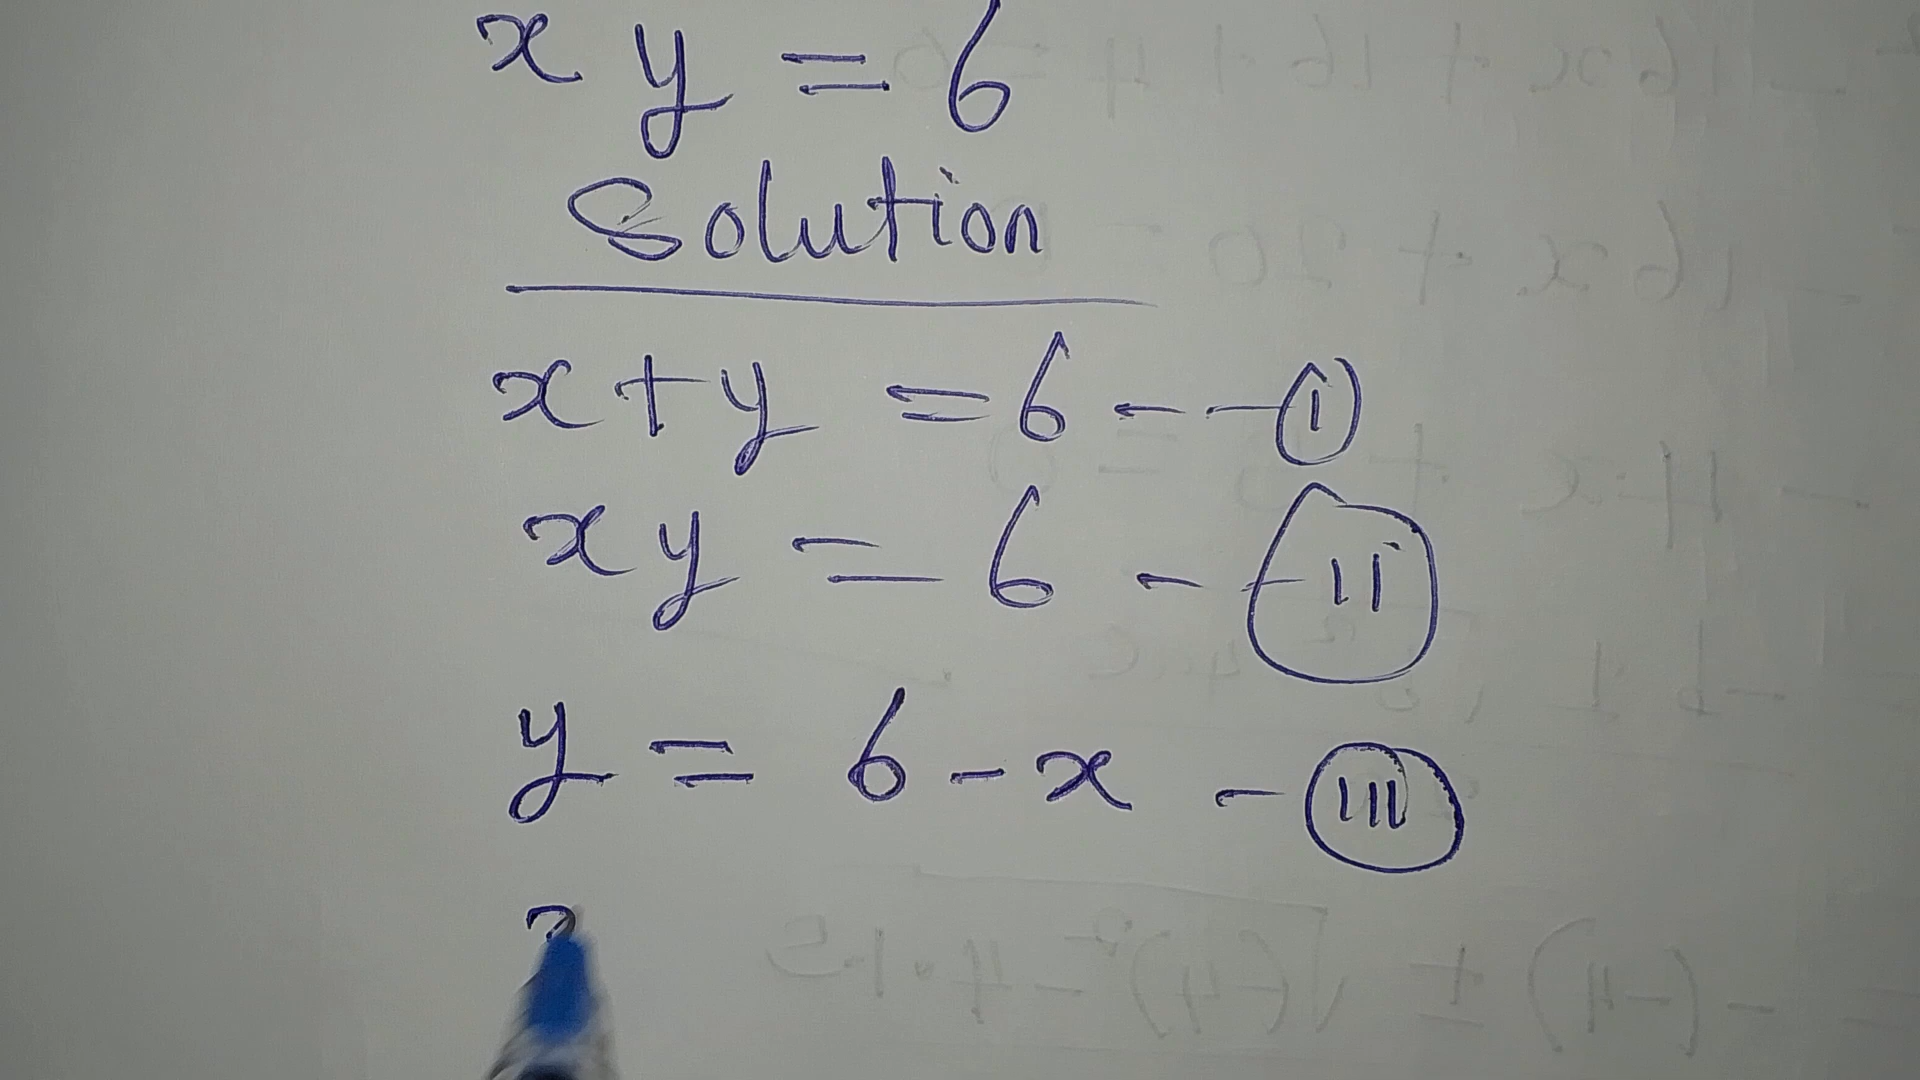 xy = 6
Solution
x+y = 6 --- (I)
xy = 6 -- (II)
y = 6 - x - (III)